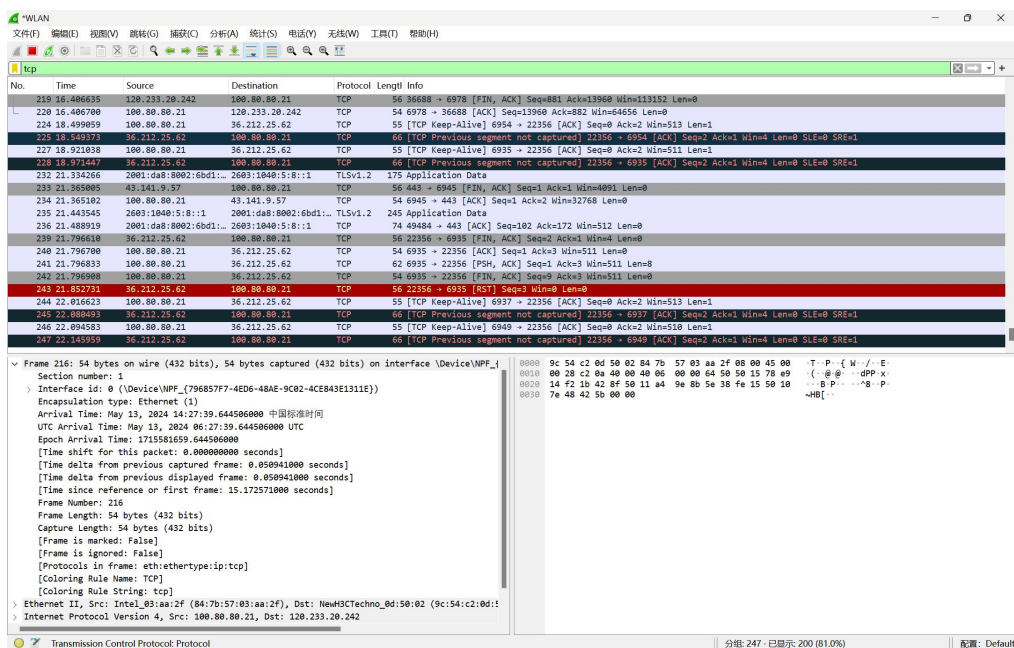 *WLAN
文件(F) 编辑(E) 视图(V) 跳转(G) 捕获(C) 分析(A) 统计(S) 电话(Y) 无线(W) 工具(T) 帮助(H)
tcp
No. Time Source Destination Protocol Lengtl Info
219 16.406635 120.233.20.242 100.80.80.21 TCP 56 36688 → 6978 [FIN, ACK] Seq=881 Ack=13960 Win=113152 Len=0
220 16.406700 100.80.80.21 120.233.20.242 TCP 54 6978 → 36688 [ACK] Seq=13960 Ack=882 Win=64656 Len=0
224 18.499059 100.80.80.21 36.212.25.62 TCP 55 [TCP Keep-Alive] 6954 → 22356 [ACK] Seq=0 Ack=2 Win=513 Len=1
225 18.549373 36.212.25.62 100.80.80.21 TCP 66 [TCP Previous segment not captured] 22356 → 6954 [ACK] Seq=2 Ack=1 Win=4 Len=0 SLE=0 SRE=1
227 18.921038 100.80.80.21 36.212.25.62 TCP 55 [TCP Keep-Alive] 6935 → 22356 [ACK] Seq=0 Ack=2 Win=511 Len=1
228 18.971447 36.212.25.62 100.80.80.21 TCP 66 [TCP Previous segment not captured] 22356 → 6935 [ACK] Seq=2 Ack=1 Win=4 Len=0 SLE=0 SRE=1
232 21.334266 2001:da8:8002:6bd1:… 2603:1040:5:8::1 TLSv1.2 175 Application Data
233 21.365005 43.141.9.57 100.80.80.21 TCP 56 443 → 6945 [FIN, ACK] Seq=1 Ack=1 Win=4091 Len=0
234 21.365102 100.80.80.21 43.141.9.57 TCP 54 6945 → 443 [ACK] Seq=1 Ack=2 Win=32768 Len=0
235 21.443545 2603:1040:5:8::1 2001:da8:8002:6bd1:… TLSv1.2 245 Application Data
236 21.488919 2001:da8:8002:6bd1:… 2603:1040:5:8::1 TCP 74 49484 → 443 [ACK] Seq=102 Ack=172 Win=512 Len=0
239 21.796610 36.212.25.62 100.80.80.21 TCP 56 22356 → 6935 [FIN, ACK] Seq=2 Ack=1 Win=4 Len=0
240 21.796700 100.80.80.21 36.212.25.62 TCP 54 6935 → 22356 [ACK] Seq=1 Ack=3 Win=511 Len=0
241 21.796833 100.80.80.21 36.212.25.62 TCP 62 6935 → 22356 [PSH, ACK] Seq=1 Ack=3 Win=511 Len=8
242 21.796908 100.80.80.21 36.212.25.62 TCP 54 6935 → 22356 [FIN, ACK] Seq=9 Ack=3 Win=511 Len=0
243 21.852731 36.212.25.62 100.80.80.21 TCP 56 22356 → 6935 [RST] Seq=3 Win=0 Len=0
244 22.016623 100.80.80.21 36.212.25.62 TCP 55 [TCP Keep-Alive] 6937 → 22356 [ACK] Seq=0 Ack=2 Win=513 Len=1
245 22.080493 36.212.25.62 100.80.80.21 TCP 66 [TCP Previous segment not captured] 22356 → 6937 [ACK] Seq=2 Ack=1 Win=4 Len=0 SLE=0 SRE=1
246 22.094583 100.80.80.21 36.212.25.62 TCP 55 [TCP Keep-Alive] 6949 → 22356 [ACK] Seq=0 Ack=2 Win=510 Len=1
247 22.145959 36.212.25.62 100.80.80.21 TCP 66 [TCP Previous segment not captured] 22356 → 6949 [ACK] Seq=2 Ack=1 Win=4 Len=0 SLE=0 SRE=1
Frame 216: 54 bytes on wire (432 bits), 54 bytes captured (432 bits) on interface \Device\NPF_{
Section number: 1
Interface id: 0 (\Device\NPF_{796857F7-4ED6-48AE-9C02-4CE843E1311E})
Encapsulation type: Ethernet (1)
Arrival Time: May 13, 2024 14:27:39.644506000 中国标准时间
UTC Arrival Time: May 13, 2024 06:27:39.644506000 UTC
Epoch Arrival Time: 1715581659.644506000
[Time shift for this packet: 0.000000000 seconds]
[Time delta from previous captured frame: 0.050941000 seconds]
[Time delta from previous displayed frame: 0.050941000 seconds]
[Time since reference or first frame: 15.172571000 seconds]
Frame Number: 216
Frame Length: 54 bytes (432 bits)
Capture Length: 54 bytes (432 bits)
[Frame is marked: False]
[Frame is ignored: False]
[Protocols in frame: eth:ethertype:ip:tcp]
[Coloring Rule Name: TCP]
[Coloring Rule String: tcp]
Ethernet II, Src: Intel_03:aa:2f (84:7b:57:03:aa:2f), Dst: NewH3CTechno_0d:50:02 (9c:54:c2:0d:5
Internet Protocol Version 4, Src: 100.80.80.21, Dst: 120.233.20.242
0000 9c 54 c2 0d 50 02 84 7b 57 03 aa 2f 08 00 45 00 ·T··P··{ W··/··E·
0010 00 28 c2 0a 40 00 40 06 00 00 64 50 50 15 78 e9 ·(··@·@· ··dPP·x·
0020 14 f2 1b 42 8f 50 11 a4 9e 8b 5e 38 fe 15 50 10 ···B·P·· ··^8··P·
0030 7e 48 42 5b 00 00 ~HB[··
Transmission Control Protocol: Protocol
分组: 247 · 已显示: 200 (81.0%)
配置: Default